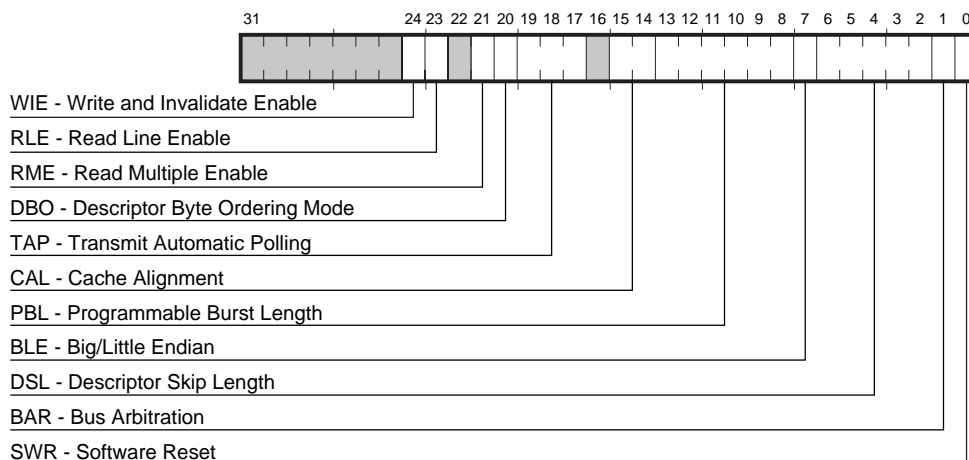 31 24 23 22 21 20 19 18 17 16 15 14 13 12 11 10 9 8 7 6 5 4 3 2 1 0
WIE - Write and Invalidate Enable
RLE - Read Line Enable
RME - Read Multiple Enable
DBO - Descriptor Byte Ordering Mode
TAP - Transmit Automatic Polling
CAL - Cache Alignment
PBL - Programmable Burst Length
BLE - Big/Little Endian
DSL - Descriptor Skip Length
BAR - Bus Arbitration
SWR - Software Reset